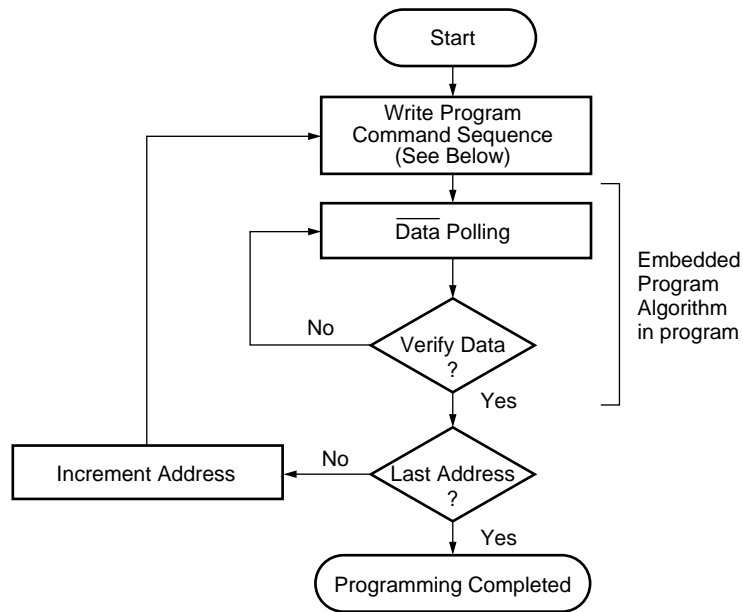 Start
Write Program
Command Sequence
(See Below)
Data Polling
Embedded
Program
Algorithm
in program
No
Verify Data
?
Yes
Increment Address
No
Last Address
?
Yes
Programming Completed